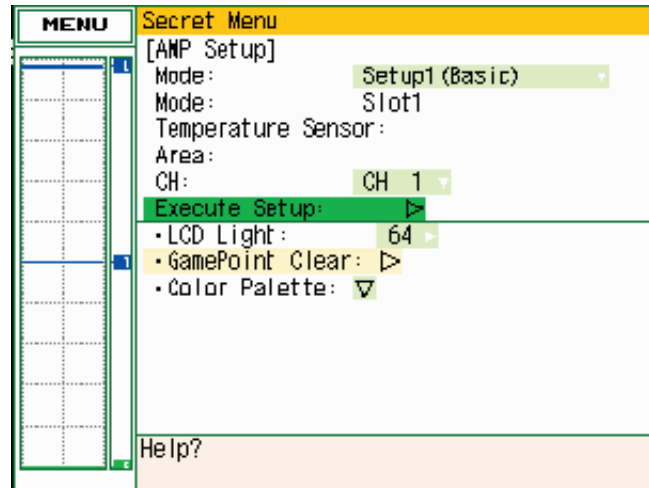 MENU
Secret Menu
[AMP Setup]
Mode: Setup1(Basic)
Mode: Slot1
Temperature Sensor:
Area:
CH: CH 1
Execute Setup:
・LCD Light: 64
・GamePoint Clear:
・Color Palette:
Help?